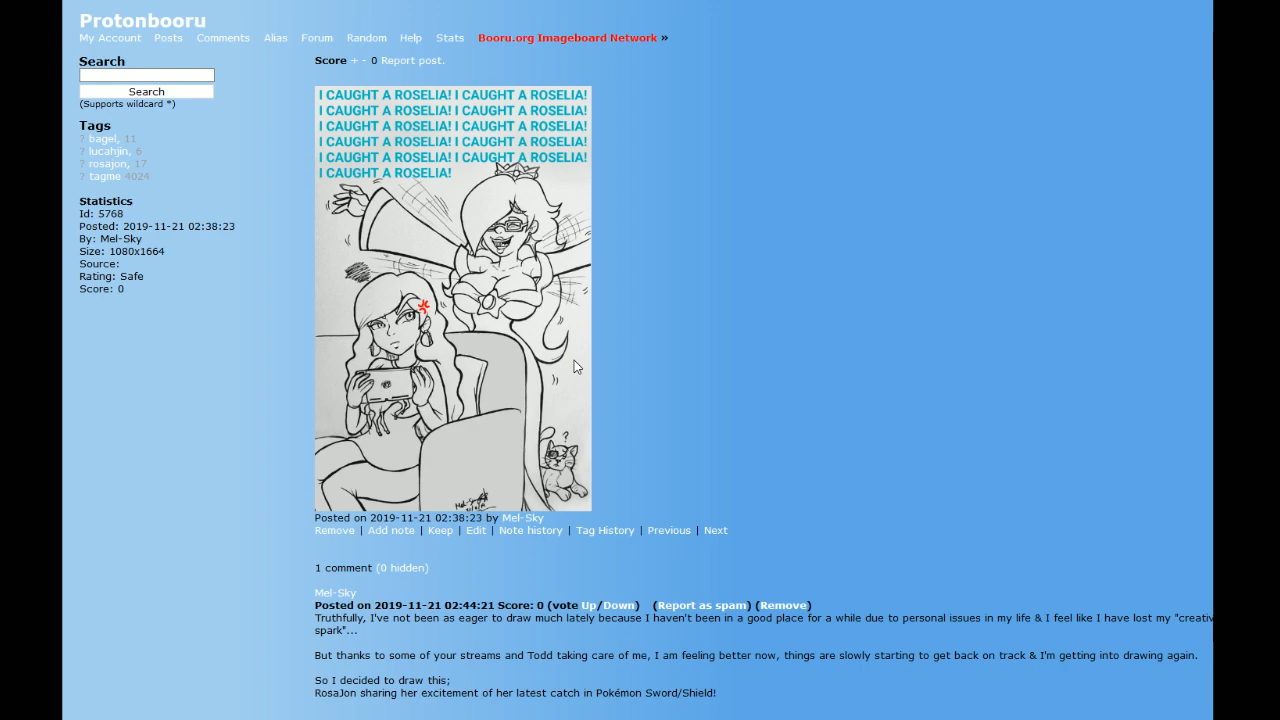 Protonbooru
My Account Posts Comments Alias Forum Random Help Stats Booru.org Imageboard Network »
Search
Search
(Supports wildcard *)
Tags
? bagel, 11
? lucahjin, 6
? rosajon, 17
? tagme 4024
Statistics
Id: 5768
Posted: 2019-11-21 02:38:23
By: Mel-Sky
Size: 1080x1664
Source:
Rating: Safe
Score: 0
Score + - 0 Report post.
I CAUGHT A ROSELIA! I CAUGHT A ROSELIA!
I CAUGHT A ROSELIA! I CAUGHT A ROSELIA!
I CAUGHT A ROSELIA! I CAUGHT A ROSELIA!
I CAUGHT A ROSELIA! I CAUGHT A ROSELIA!
I CAUGHT A ROSELIA! I CAUGHT A ROSELIA!
I CAUGHT A ROSELIA!
?
Posted on 2019-11-21 02:38:23 by Mel-Sky
Remove | Add note | Keep | Edit | Note history | Tag History | Previous | Next
1 comment (0 hidden)
Mel-Sky
Posted on 2019-11-21 02:44:21 Score: 0 (vote Up/Down) (Report as spam) (Remove)
Truthfully, I've not been as eager to draw much lately because I haven't been in a good place for a while due to personal issues in my life & I feel like I have lost my "creativ
spark"...
But thanks to some of your streams and Todd taking care of me, I am feeling better now, things are slowly starting to get back on track & I'm getting into drawing again.
So I decided to draw this;
RosaJon sharing her excitement of her latest catch in Pokémon Sword/Shield!